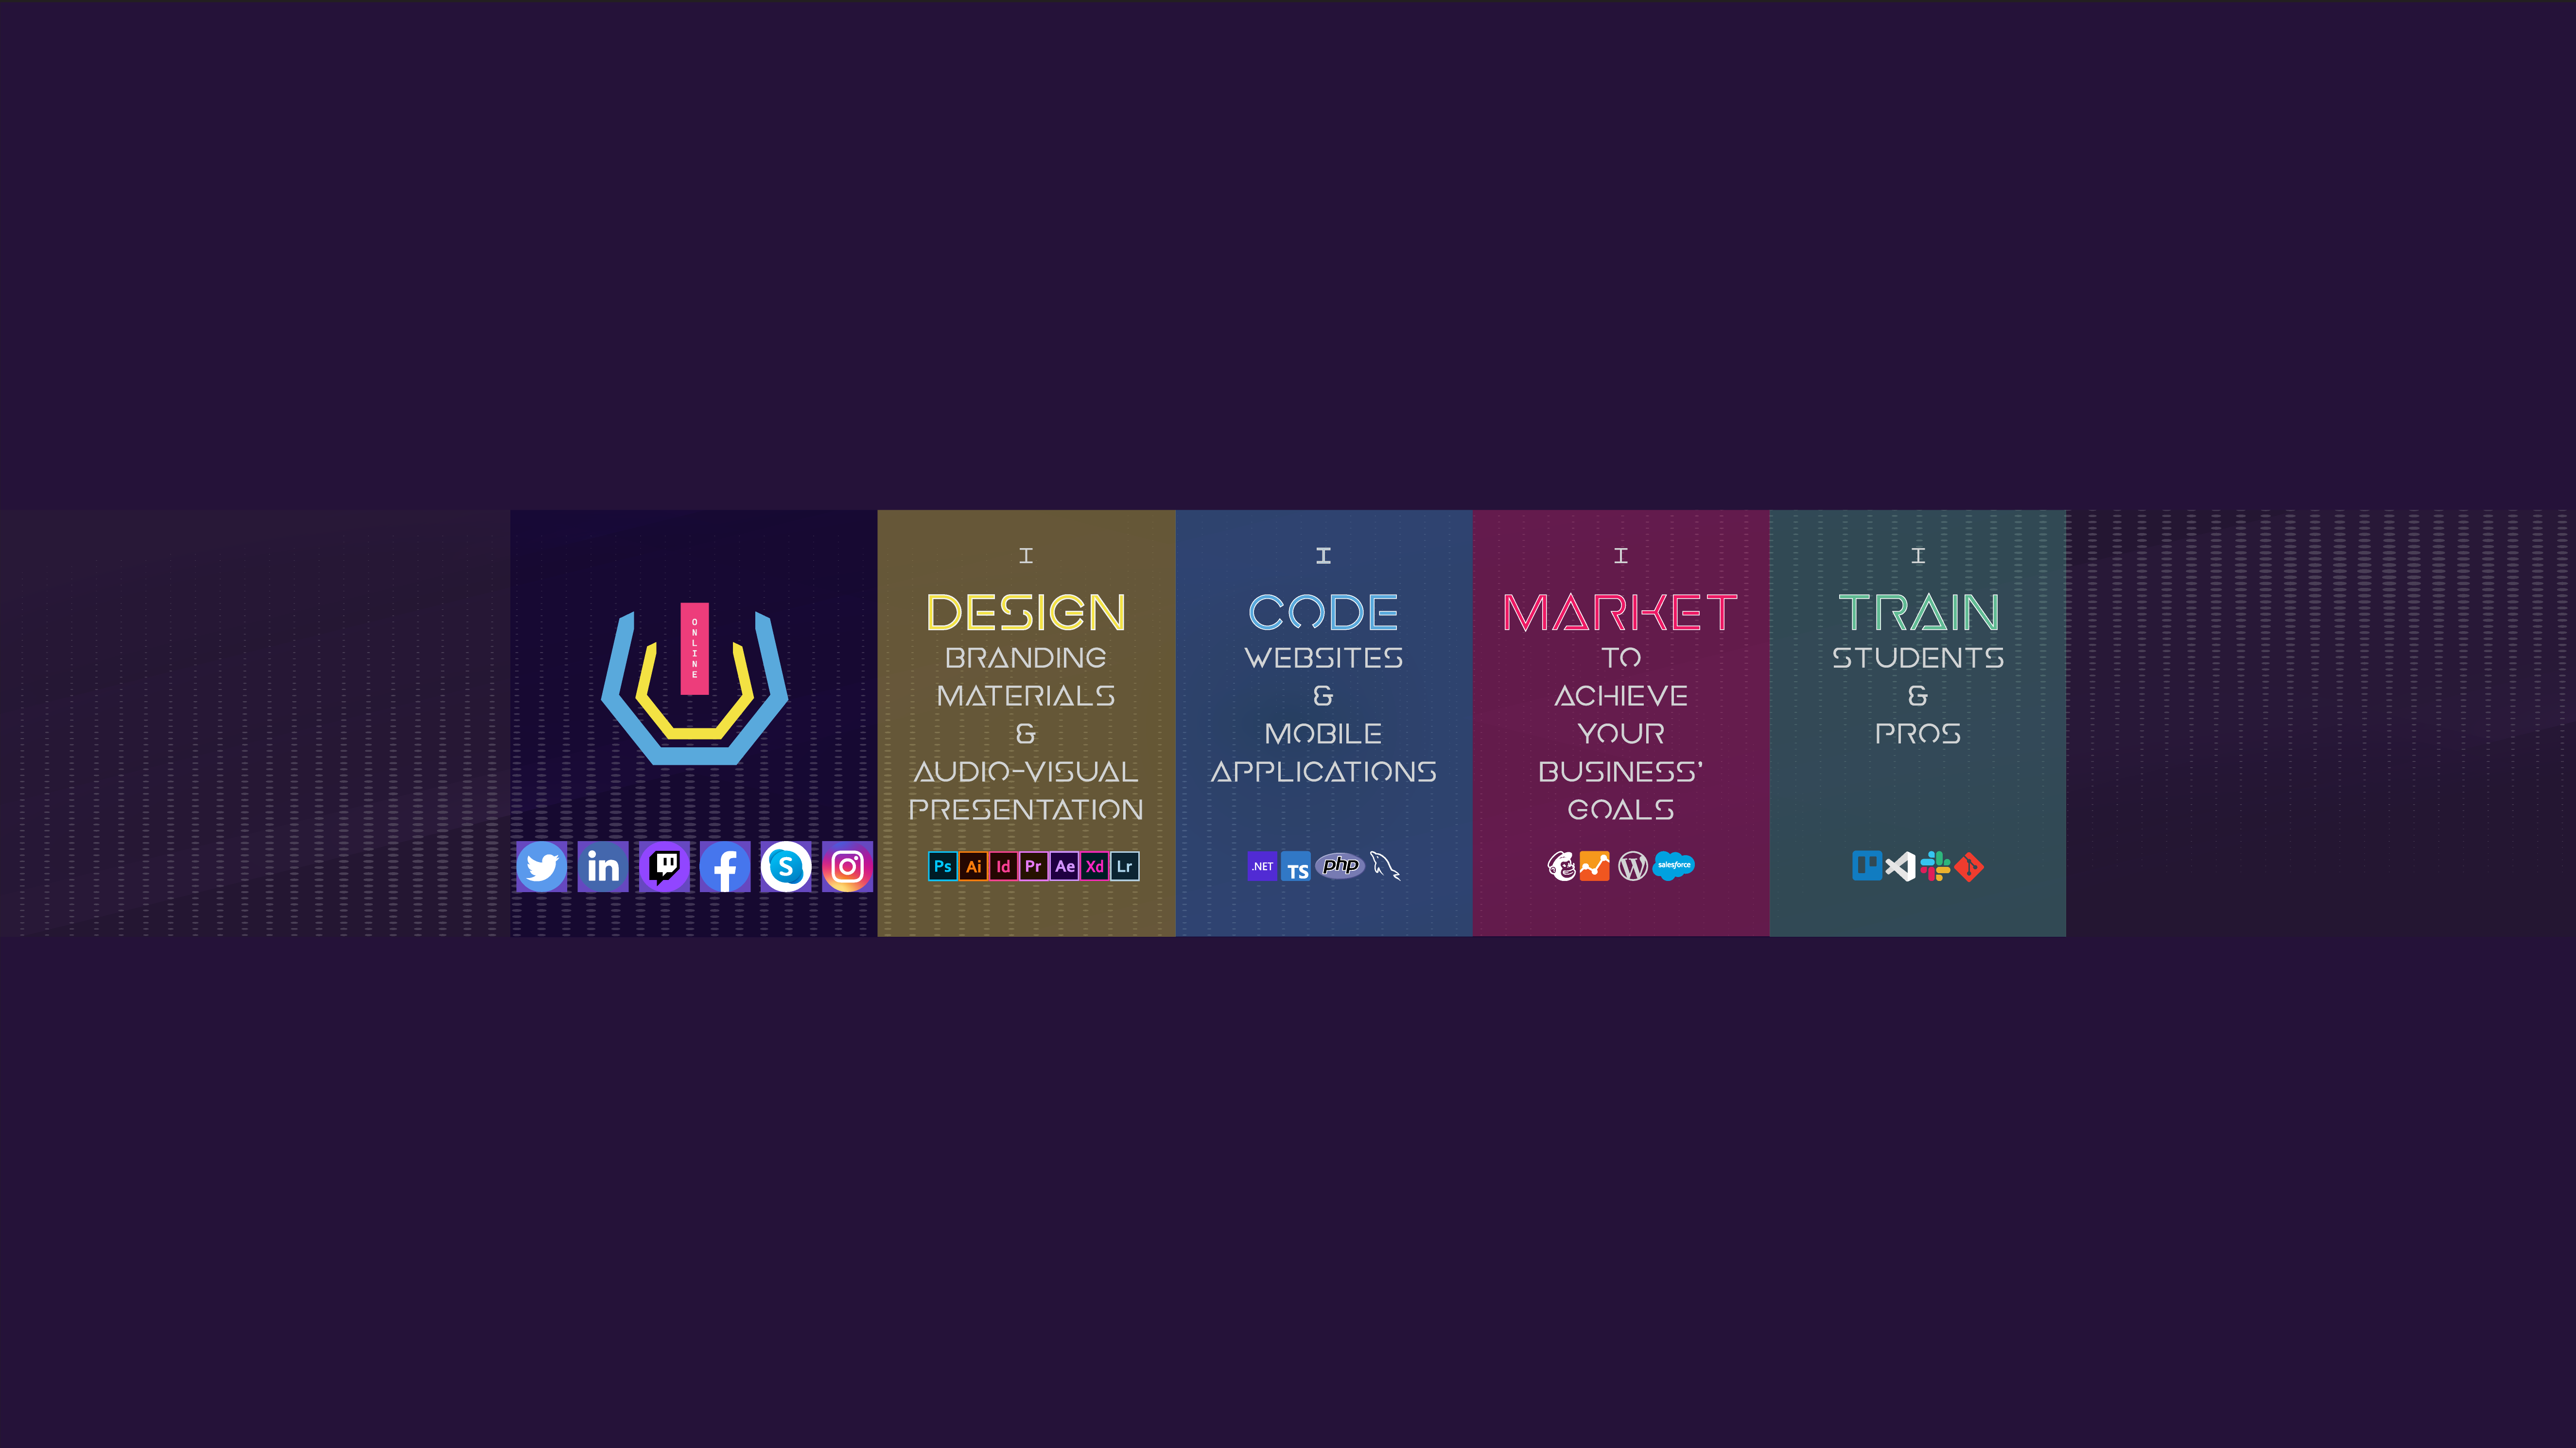 ONLINE
in
S
I
DESIGN
BRANDING
MATERIALS
&
AUDIO-VISUAL
PRESENTATION
Ps Ai Id Pr Ae Xd Lr
I
CODE
WEBSITES
&
MOBILE
APPLICATIONS
.NET TS php
I
MARKET
TO
ACHIEVE
YOUR
BUSINESS'
GOALS
salesforce
I
TRAIN
STUDENTS
&
PROS